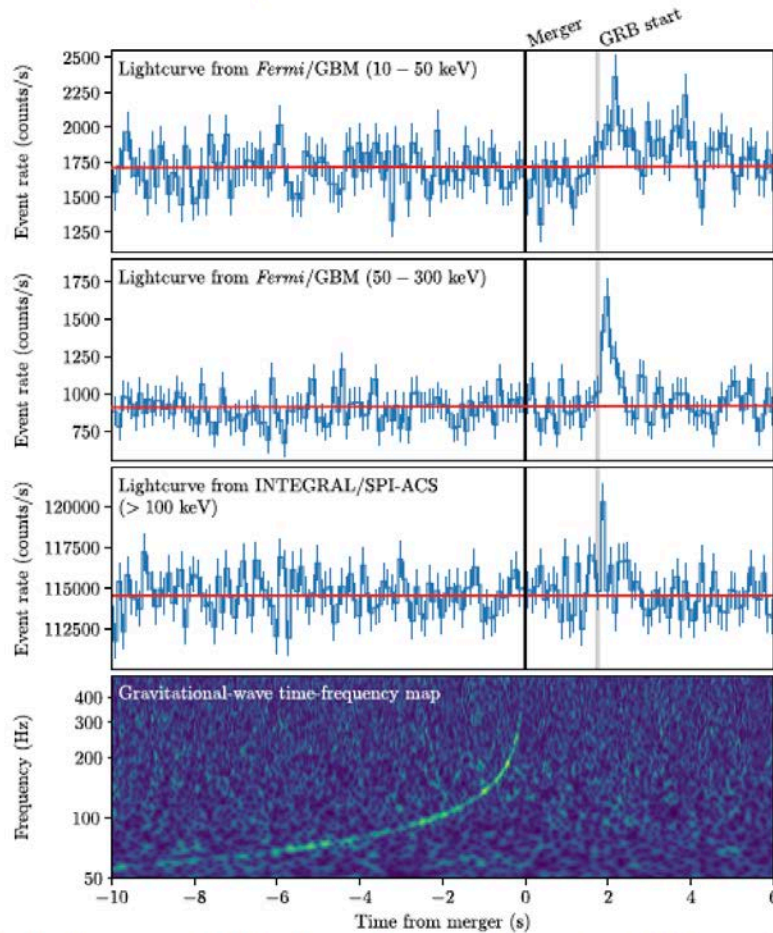 Merger
GRB start
2500
2250
2000
1750
1500
1250
Event rate (counts/s)
Lightcurve from Fermi/GBM (10 − 50 keV)
1750
1500
1250
1000
750
Event rate (counts/s)
Lightcurve from Fermi/GBM (50 − 300 keV)
120000
117500
115000
112500
Event rate (counts/s)
Lightcurve from INTEGRAL/SPI-ACS
(> 100 keV)
400
300
200
100
50
Frequency (Hz)
Gravitational-wave time-frequency map
−10 −8 −6 −4 −2 0 2 4 6
Time from merger (s)